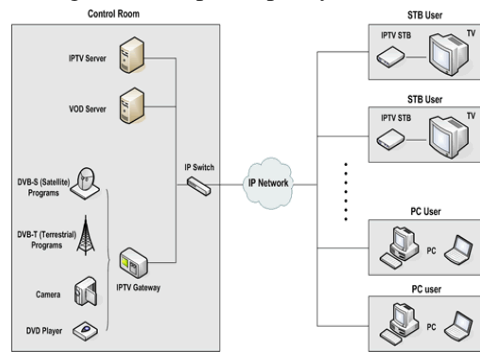 Control Room
IPTV Server
VOD Server
DVB-S (Satellite)
Programs
DVB-T (Terrestrial)
Programs
Camera
DVD Player
IPTV Gateway
IP Switch
IP Network
STB User
IPTV STB
TV
STB User
IPTV STB
TV
PC User
PC
PC user
PC